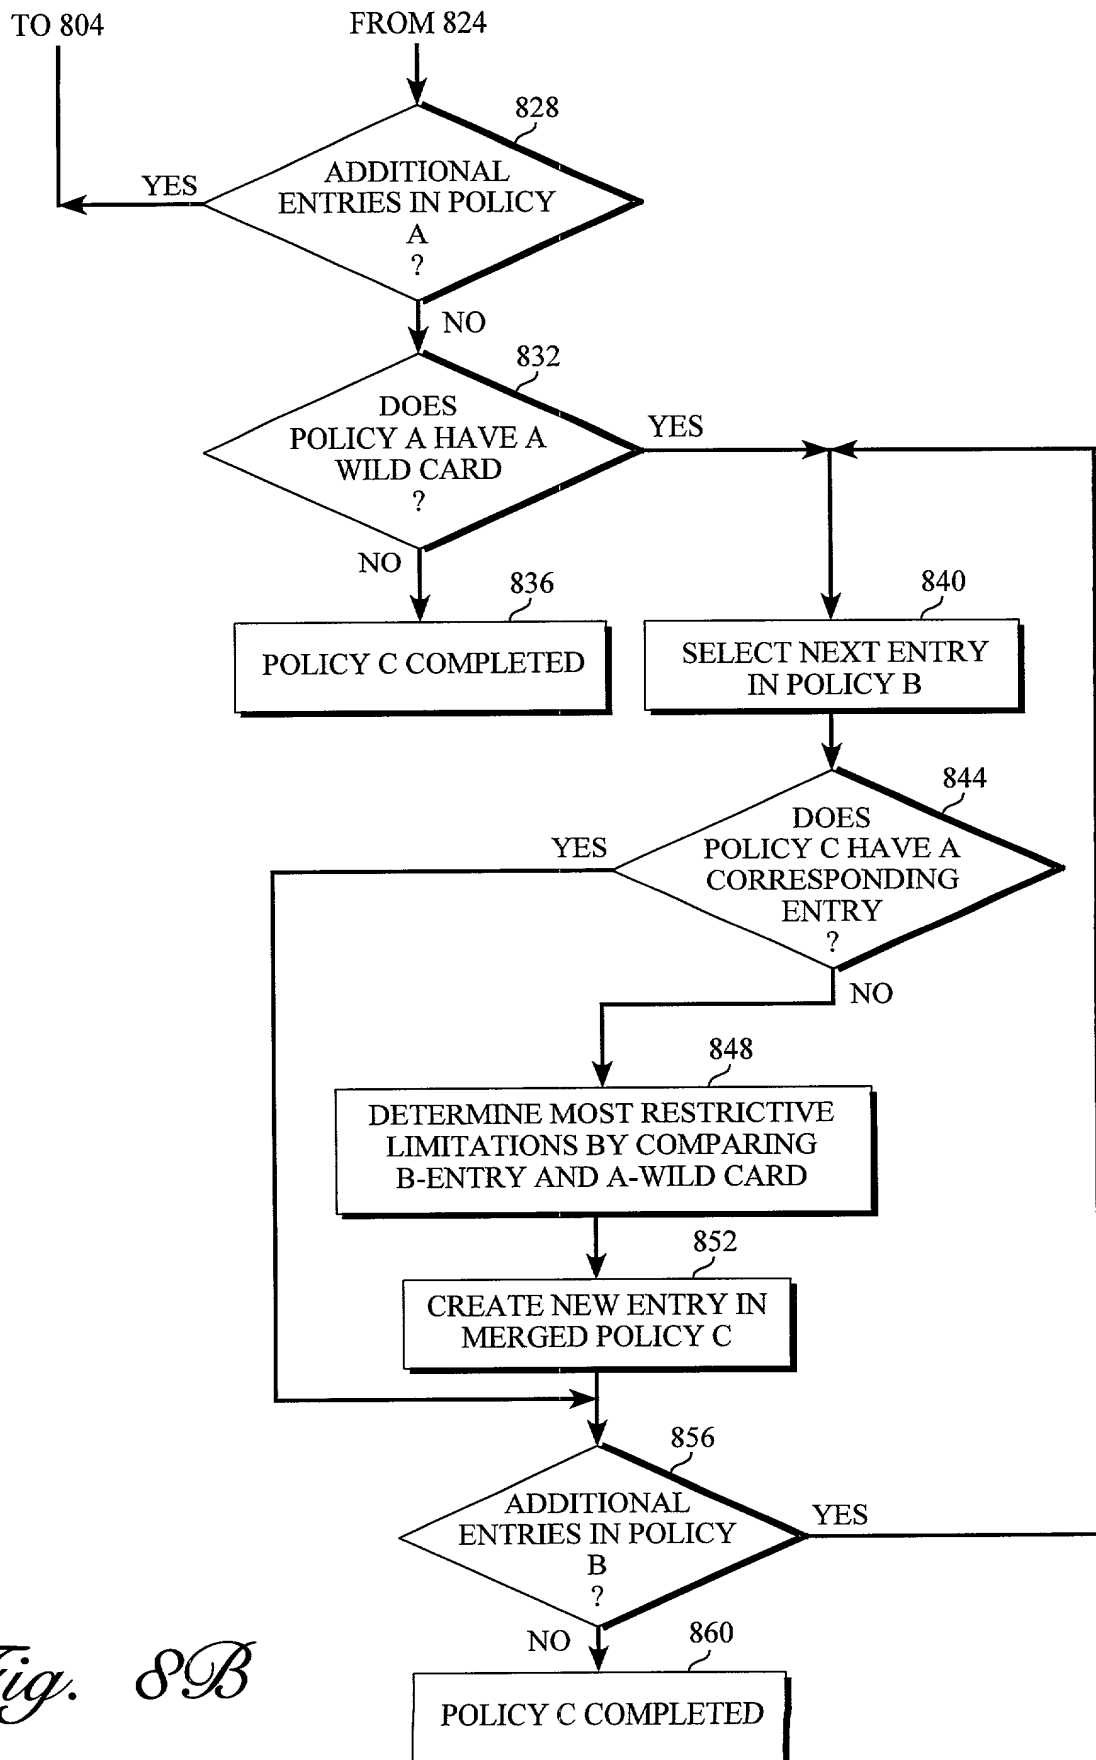 TO 804
FROM 824
828
ADDITIONAL
ENTRIES IN POLICY
A
?
YES
NO
832
DOES
POLICY A HAVE A
WILD CARD
?
YES
NO
836
POLICY C COMPLETED
840
SELECT NEXT ENTRY
IN POLICY B
844
DOES
POLICY C HAVE A
CORRESPONDING
ENTRY
?
YES
NO
848
DETERMINE MOST RESTRICTIVE
LIMITATIONS BY COMPARING
B-ENTRY AND A-WILD CARD
852
CREATE NEW ENTRY IN
MERGED POLICY C
856
ADDITIONAL
ENTRIES IN POLICY
B
?
YES
NO
860
POLICY C COMPLETED
Fig. 8B